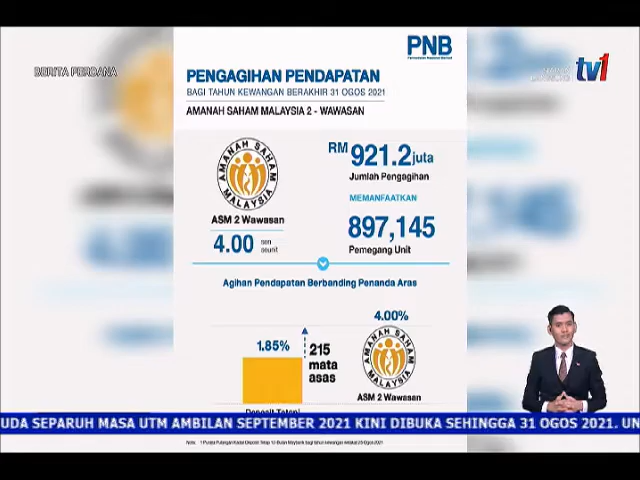 BERITA PERDANA
tv1
PNB
Permodalan Nasional Berhad
PENGAGIHAN PENDAPATAN
BAGI TAHUN KEWANGAN BERAKHIR 31 OGOS 2021
AMANAH SAHAM MALAYSIA 2 - WAWASAN
AMANAH SAHAM MALAYSIA
ASM 2 Wawasan
4.00 sen seunit
RM 921.2 juta
Jumlah Pengagihan
MEMANFAATKAN
897,145
Pemegang Unit
Agihan Pendapatan Berbanding Penanda Aras
1.85%
215 mata asas
4.00%
AMANAH SAHAM MALAYSIA
ASM 2 Wawasan
UDA SEPARUH MASA UTM AMBILAN SEPTEMBER 2021 KINI DIBUKA SEHINGGA 31 OGOS 2021. UN